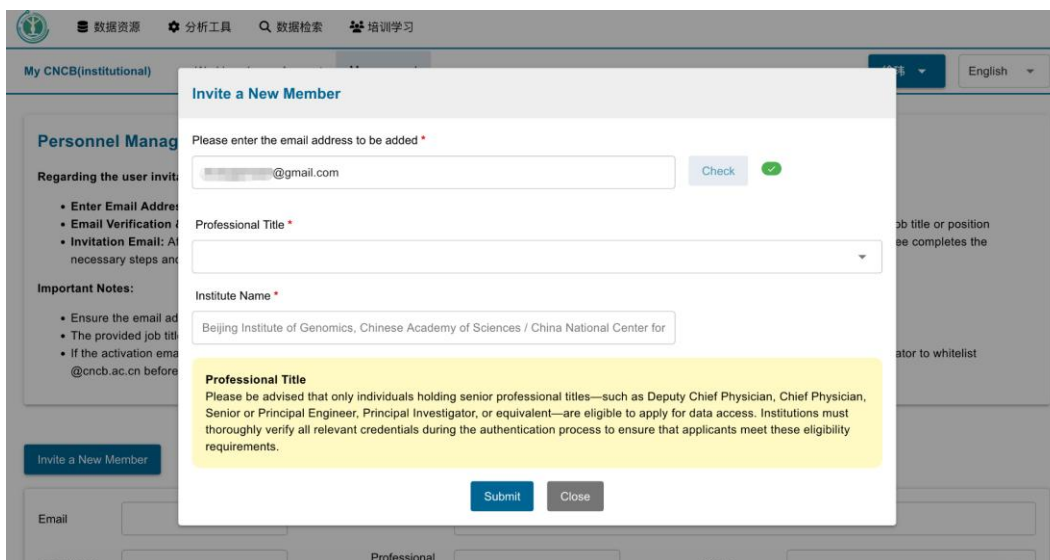 数据资源 分析工具 数据检索 培训学习
My CNCB(institutional)
English
Invite a New Member
Personnel Manag
Please enter the email address to be added *
Regarding the user invita
@gmail.com
Check
• Enter Email Addres
• Email Verification
Professional Title *
ob title or position
• Invitation Email: Af
ee completes the
necessary steps and
Important Notes:
Institute Name *
• Ensure the email ad
Beijing Institute of Genomics, Chinese Academy of Sciences / China National Center for
• The provided job titl
• If the activation ema
ator to whitelist
@cncb.ac.cn before
Professional Title
Please be advised that only individuals holding senior professional titles—such as Deputy Chief Physician, Chief Physician,
Senior or Principal Engineer, Principal Investigator, or equivalent—are eligible to apply for data access. Institutions must
thoroughly verify all relevant credentials during the authentication process to ensure that applicants meet these eligibility
requirements.
Invite a New Member
Submit
Close
Email
Professional